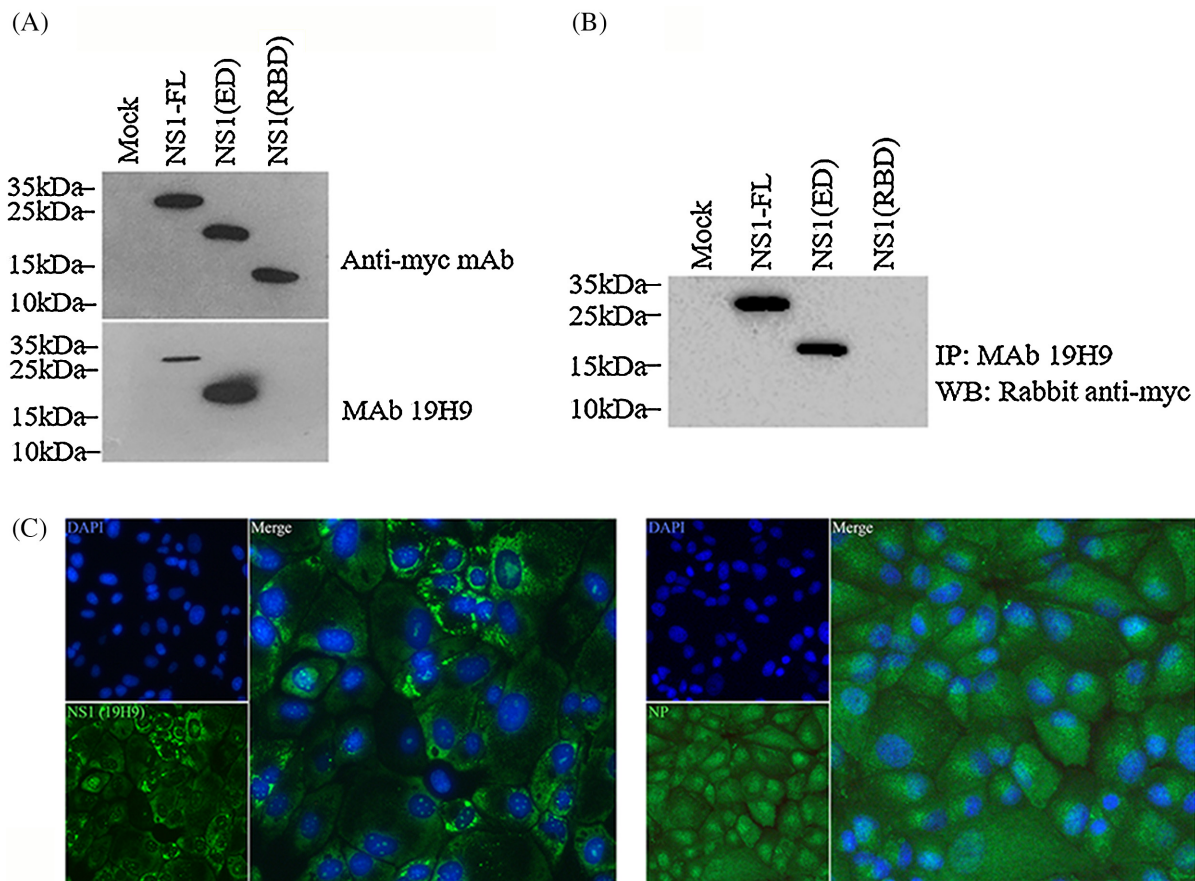 (A)
Mock
NS1-FL
NS1(ED)
NS1(RBD)
35kDa
25kDa
15kDa
10kDa
Anti-myc mAb
35kDa
25kDa
15kDa
10kDa
MAb 19H9
(B)
Mock
NS1-FL
NS1(ED)
NS1(RBD)
35kDa
25kDa
15kDa
10kDa
IP: MAb 19H9
WB: Rabbit anti-myc
(C)
DAPI
Merge
NS1 (19H9)
DAPI
Merge
NP